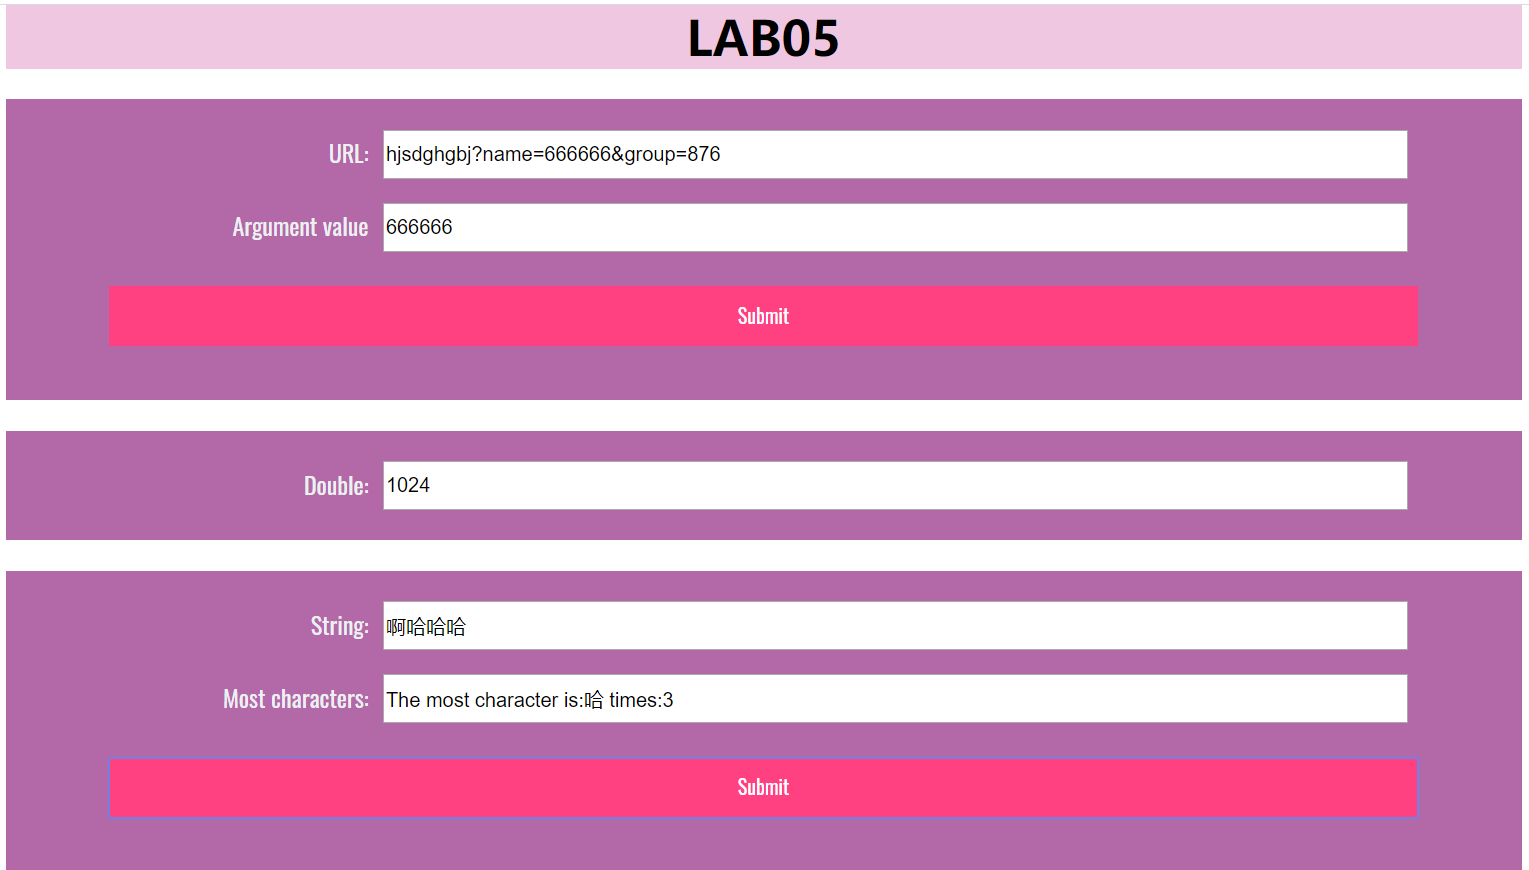 LAB05
URL: hjsdghgbj?name=666666&group=876
Argument value 666666
Submit
Double: 1024
String: 啊哈哈哈
Most characters: The most character is:哈 times:3
Submit